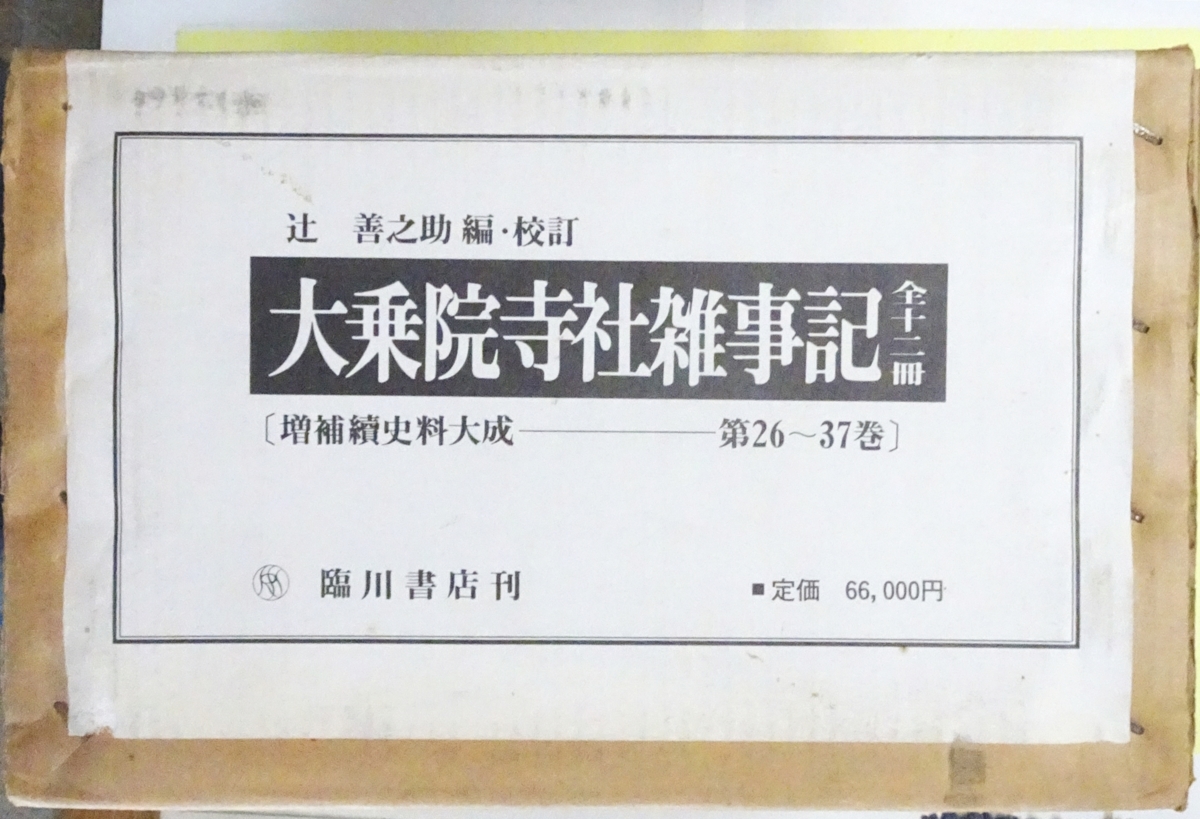 辻　善之助 編・校訂
大乗院寺社雑事記 全十二冊
〔増補續史料大成―――第26～37巻〕
臨川書店刊
■定価　66,000円